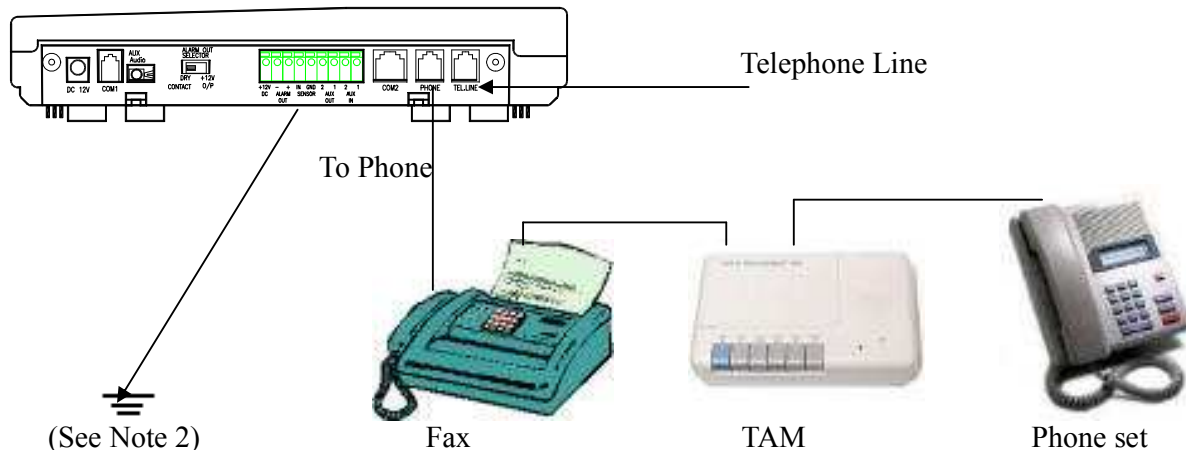 AUX
Audio
ALARM OUT
SELECTOR
DC 12V
COM1
DRY +12V
CONTACT O/P
+12V - + IN GND 2 1 2 1
DC ALARM SENSOR AUX AUX
OUT OUT IN
COM2 PHONE TEL.LINE
Telephone Line
To Phone
(See Note 2)
Fax
TAM
Phone set